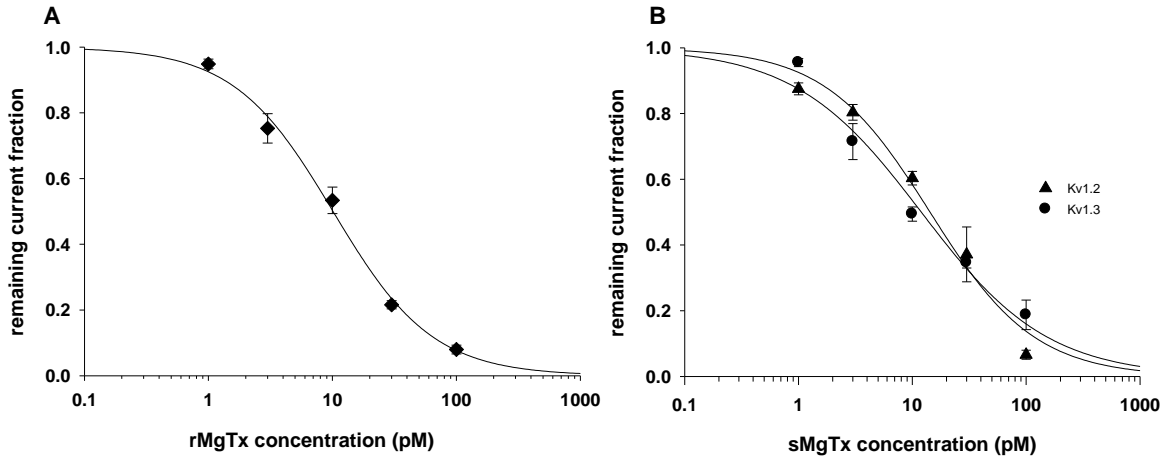 A
remaining current fraction
1.0
0.8
0.6
0.4
0.2
0.0
0.1 1 10 100 1000
rMgTx concentration (pM)
B
remaining current fraction
1.0
0.8
0.6
0.4
0.2
0.0
Kv1.2
Kv1.3
0.1 1 10 100 1000
sMgTx concentration (pM)